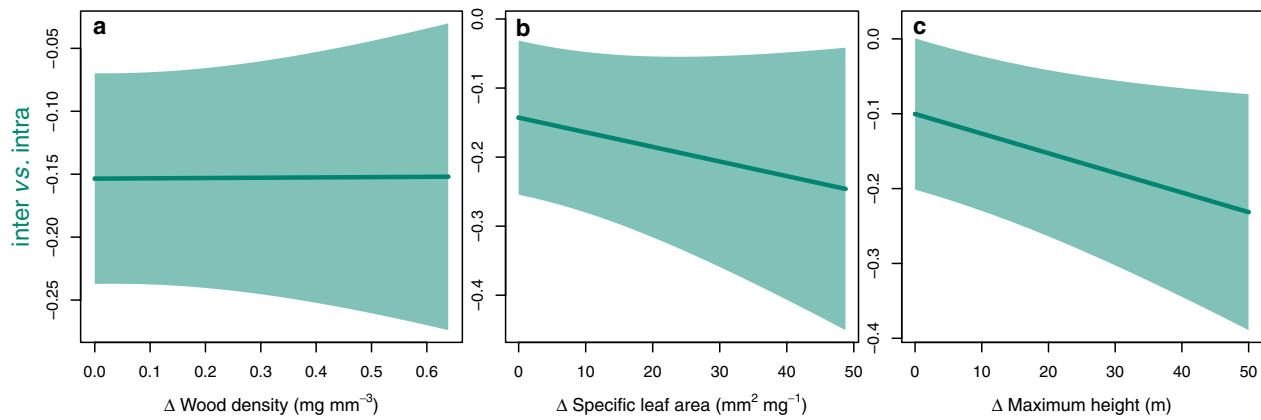 a
b
c
inter vs. intra
−0.05
−0.10
−0.15
−0.20
−0.25
0.0
−0.1
−0.2
−0.3
−0.4
0.0
−0.1
−0.2
−0.3
−0.4
0.0 0.1 0.2 0.3 0.4 0.5 0.6
0 10 20 30 40 50
0 10 20 30 40 50
Δ Wood density (mg mm⁻³)
Δ Specific leaf area (mm² mg⁻¹)
Δ Maximum height (m)